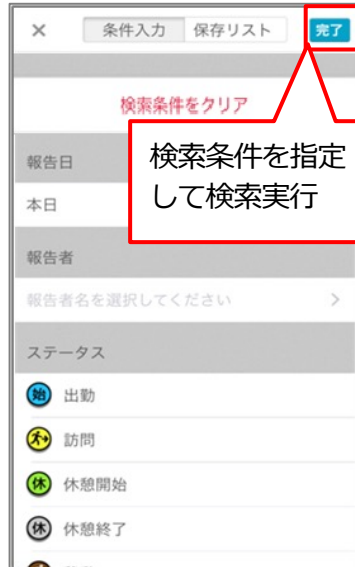 × 条件入力 保存リスト 完了
検索条件をクリア
検索条件を指定
して検索実行
報告日
本日
報告者
報告者名を選択してください >
ステータス
始 出勤
訪問
休 休憩開始
休 休憩終了